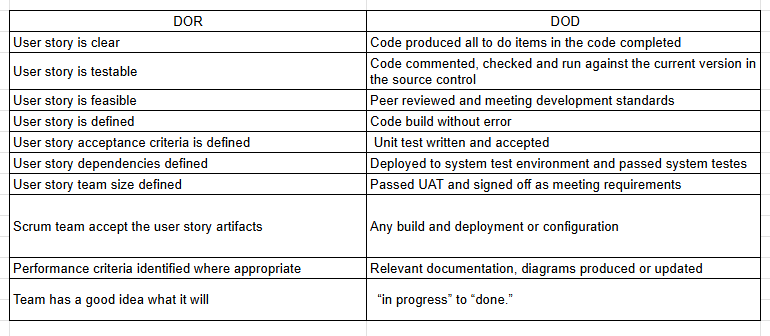 DOR DOD
User story is clear Code produced all to do items in the code completed
User story is testable Code commented, checked and run against the current version in
the source control
User story is feasible Peer reviewed and meeting development standards
User story is defined Code build without error
User story acceptance criteria is defined Unit test written and accepted
User story dependencies defined Deployed to system test environment and passed system testes
User story team size defined Passed UAT and signed off as meeting requirements
Scrum team accept the user story artifacts Any build and deployment or configuration
Performance criteria identified where appropriate Relevant documentation, diagrams produced or updated
Team has a good idea what it will “in progress” to “done.”